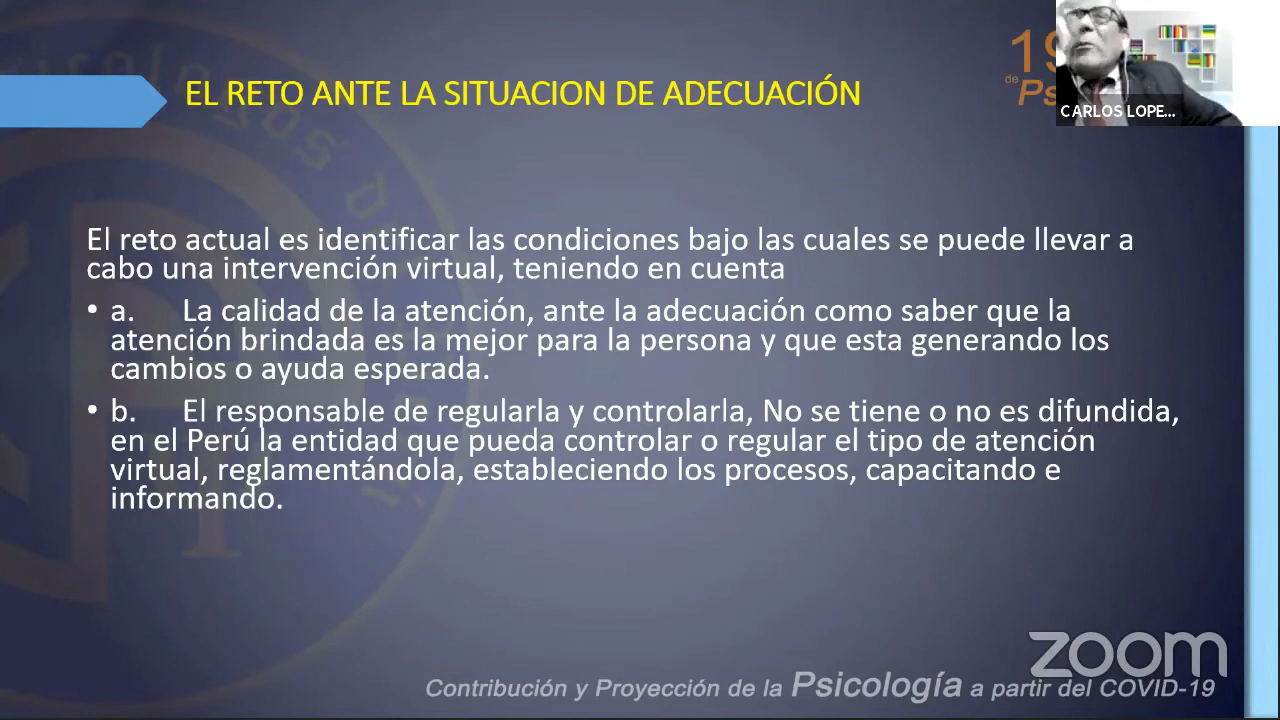 EL RETO ANTE LA SITUACION DE ADECUACIÓN
19
de
Ps
CARLOS LOPE...
El reto actual es identificar las condiciones bajo las cuales se puede llevar a
cabo una intervención virtual, teniendo en cuenta
• a. La calidad de la atención, ante la adecuación como saber que la
atención brindada es la mejor para la persona y que esta generando los
cambios o ayuda esperada.
• b. El responsable de regularla y controlarla, No se tiene o no es difundida,
en el Perú la entidad que pueda controlar o regular el tipo de atención
virtual, reglamentándola, estableciendo los procesos, capacitando e
informando.
zoom
Contribución y Proyección de la Psicología a partir del COVID-19